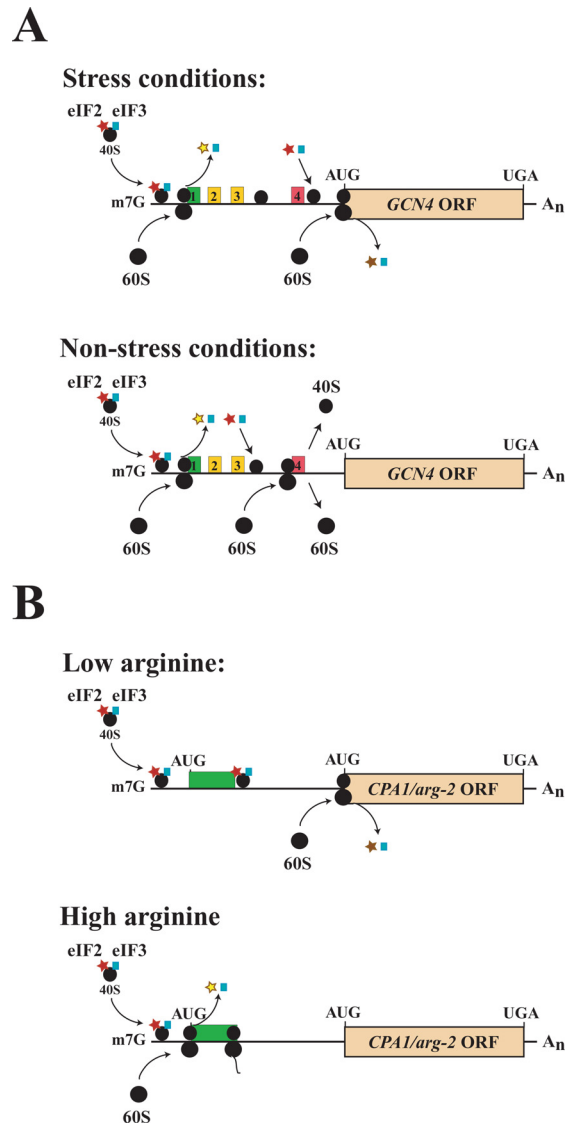 A
Stress conditions:
eIF2 eIF3
40S
m7G 1 2 3 4 AUG GCN4 ORF UGA An
60S 60S
Non-stress conditions:
eIF2 eIF3 40S
40S
m7G 1 2 3 4 AUG GCN4 ORF UGA An
60S 60S 60S
B
Low arginine:
eIF2 eIF3
40S
AUG AUG UGA
m7G CPA1/arg-2 ORF An
60S
High arginine
eIF2 eIF3
40S
AUG AUG UGA
m7G CPA1/arg-2 ORF An
60S